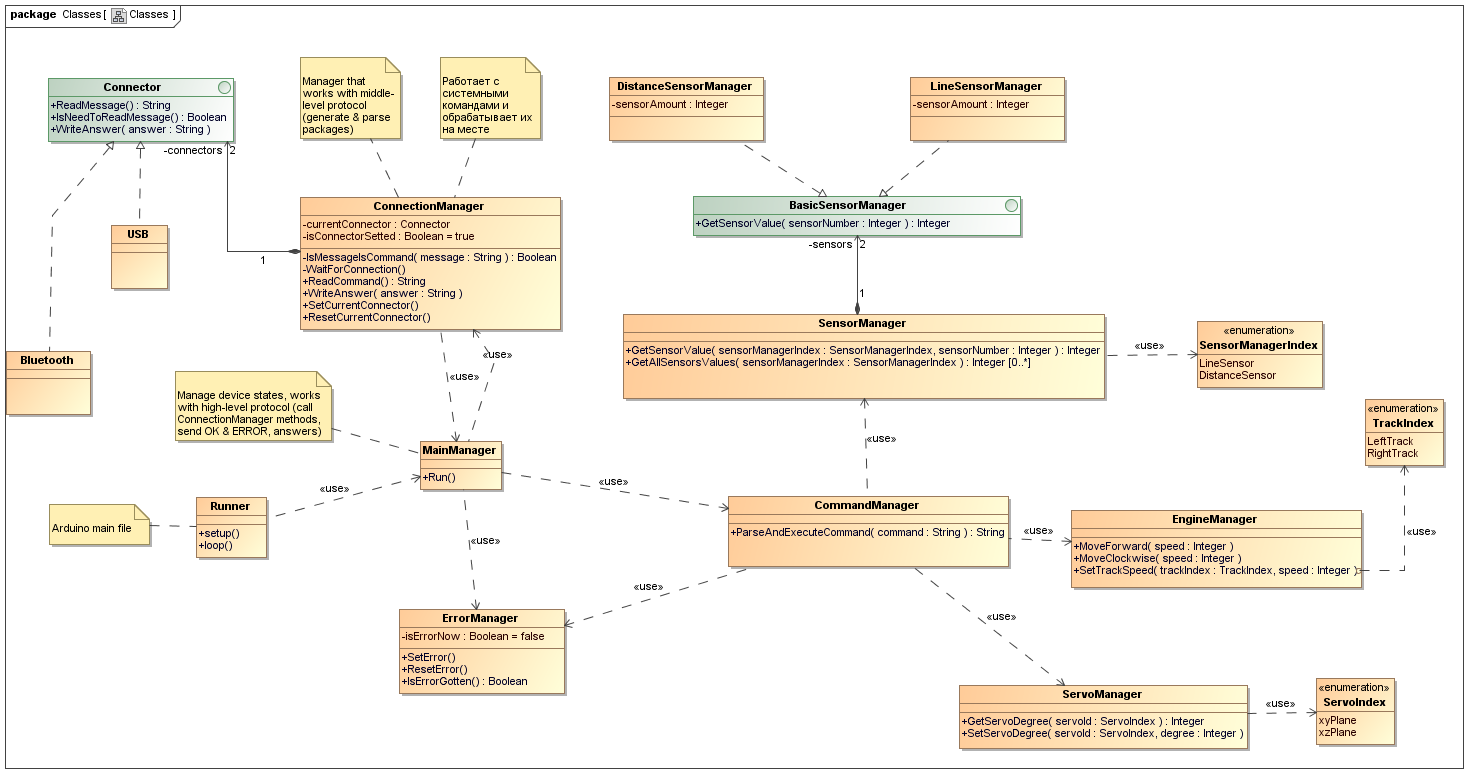 package Classes [ Classes ]
Connector
+ReadMessage() : String
+IsNeedToReadMessage() : Boolean
+WriteAnswer( answer : String )
-connectors 2
1
Manager that
works with middle-
level protocol
(generate & parse
packages)
Работает с
системными
командами и
обрабатывает их
на месте
DistanceSensorManager
-sensorAmount : Integer
LineSensorManager
-sensorAmount : Integer
USB
Bluetooth
ConnectionManager
-currentConnector : Connector
-isConnectorSetted : Boolean = true
-IsMessageIsCommand( message : String ) : Boolean
-WaitForConnection()
+ReadCommand() : String
+WriteAnswer( answer : String )
+SetCurrentConnector()
+ResetCurrentConnector()
BasicSensorManager
+GetSensorValue( sensorNumber : Integer ) : Integer
-sensors 2
1
SensorManager
+GetSensorValue( sensorManagerIndex : SensorManagerIndex, sensorNumber : Integer ) : Integer
+GetAllSensorsValues( sensorManagerIndex : SensorManagerIndex ) : Integer [0..*]
«use»
«enumeration»
SensorManagerIndex
LineSensor
DistanceSensor
«use»
«use»
Manage device states, works
with high-level protocol (call
ConnectionManager methods,
send OK & ERROR, answers)
MainManager
+Run()
«use»
«enumeration»
TrackIndex
LeftTrack
RightTrack
«use»
«use»
Arduino main file
Runner
+setup()
+loop()
«use»
CommandManager
+ParseAndExecuteCommand( command : String ) : String
«use»
EngineManager
+MoveForward( speed : Integer )
+MoveClockwise( speed : Integer )
+SetTrackSpeed( trackIndex : TrackIndex, speed : Integer )
«use»
«use»
«use»
ErrorManager
-isErrorNow : Boolean = false
+SetError()
+ResetError()
+IsErrorGotten() : Boolean
ServoManager
+GetServoDegree( servoId : ServoIndex ) : Integer
+SetServoDegree( servoId : ServoIndex, degree : Integer )
«use»
«enumeration»
ServoIndex
xyPlane
xzPlane